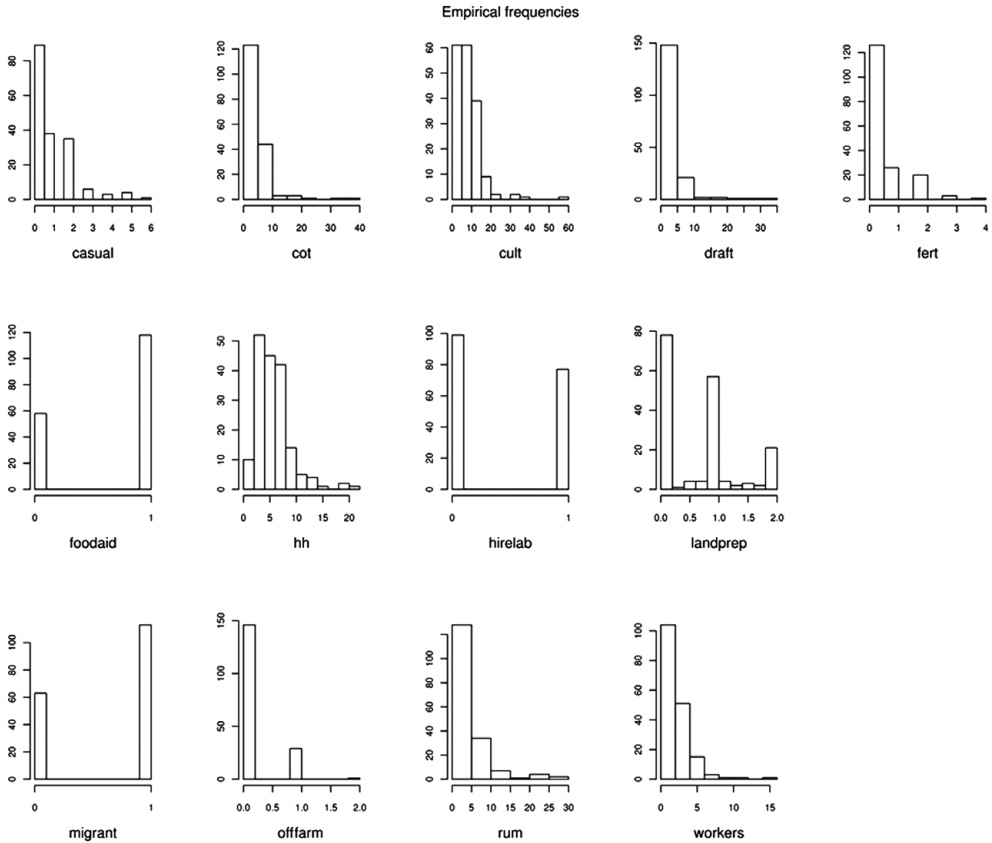 Empirical frequencies
0 20 40 60 80
0 1 2 3 4 5 6
casual
0 20 40 60 80 100 120
0 10 20 30 40
cot
0 10 20 30 40 50 60
0 10 20 30 40 50 60
cult
0 50 100 150
0 5 10 20 30
draft
0 20 40 60 80 100 120
0 1 2 3 4
fert
0 20 40 60 80 100 120
0 1
foodaid
0 10 20 30 40 50
0 5 10 15 20
hh
0 20 40 60 80 100
0 1
hirelab
0 20 40 60 80
0.0 0.5 1.0 1.5 2.0
landprep
0 20 40 60 80 100
0 1
migrant
0 50 100 150
0.0 0.5 1.0 1.5 2.0
offfarm
0 20 40 60 80 100
0 5 10 15 20 25 30
rum
0 20 40 60 80 100
0 5 10 15
workers